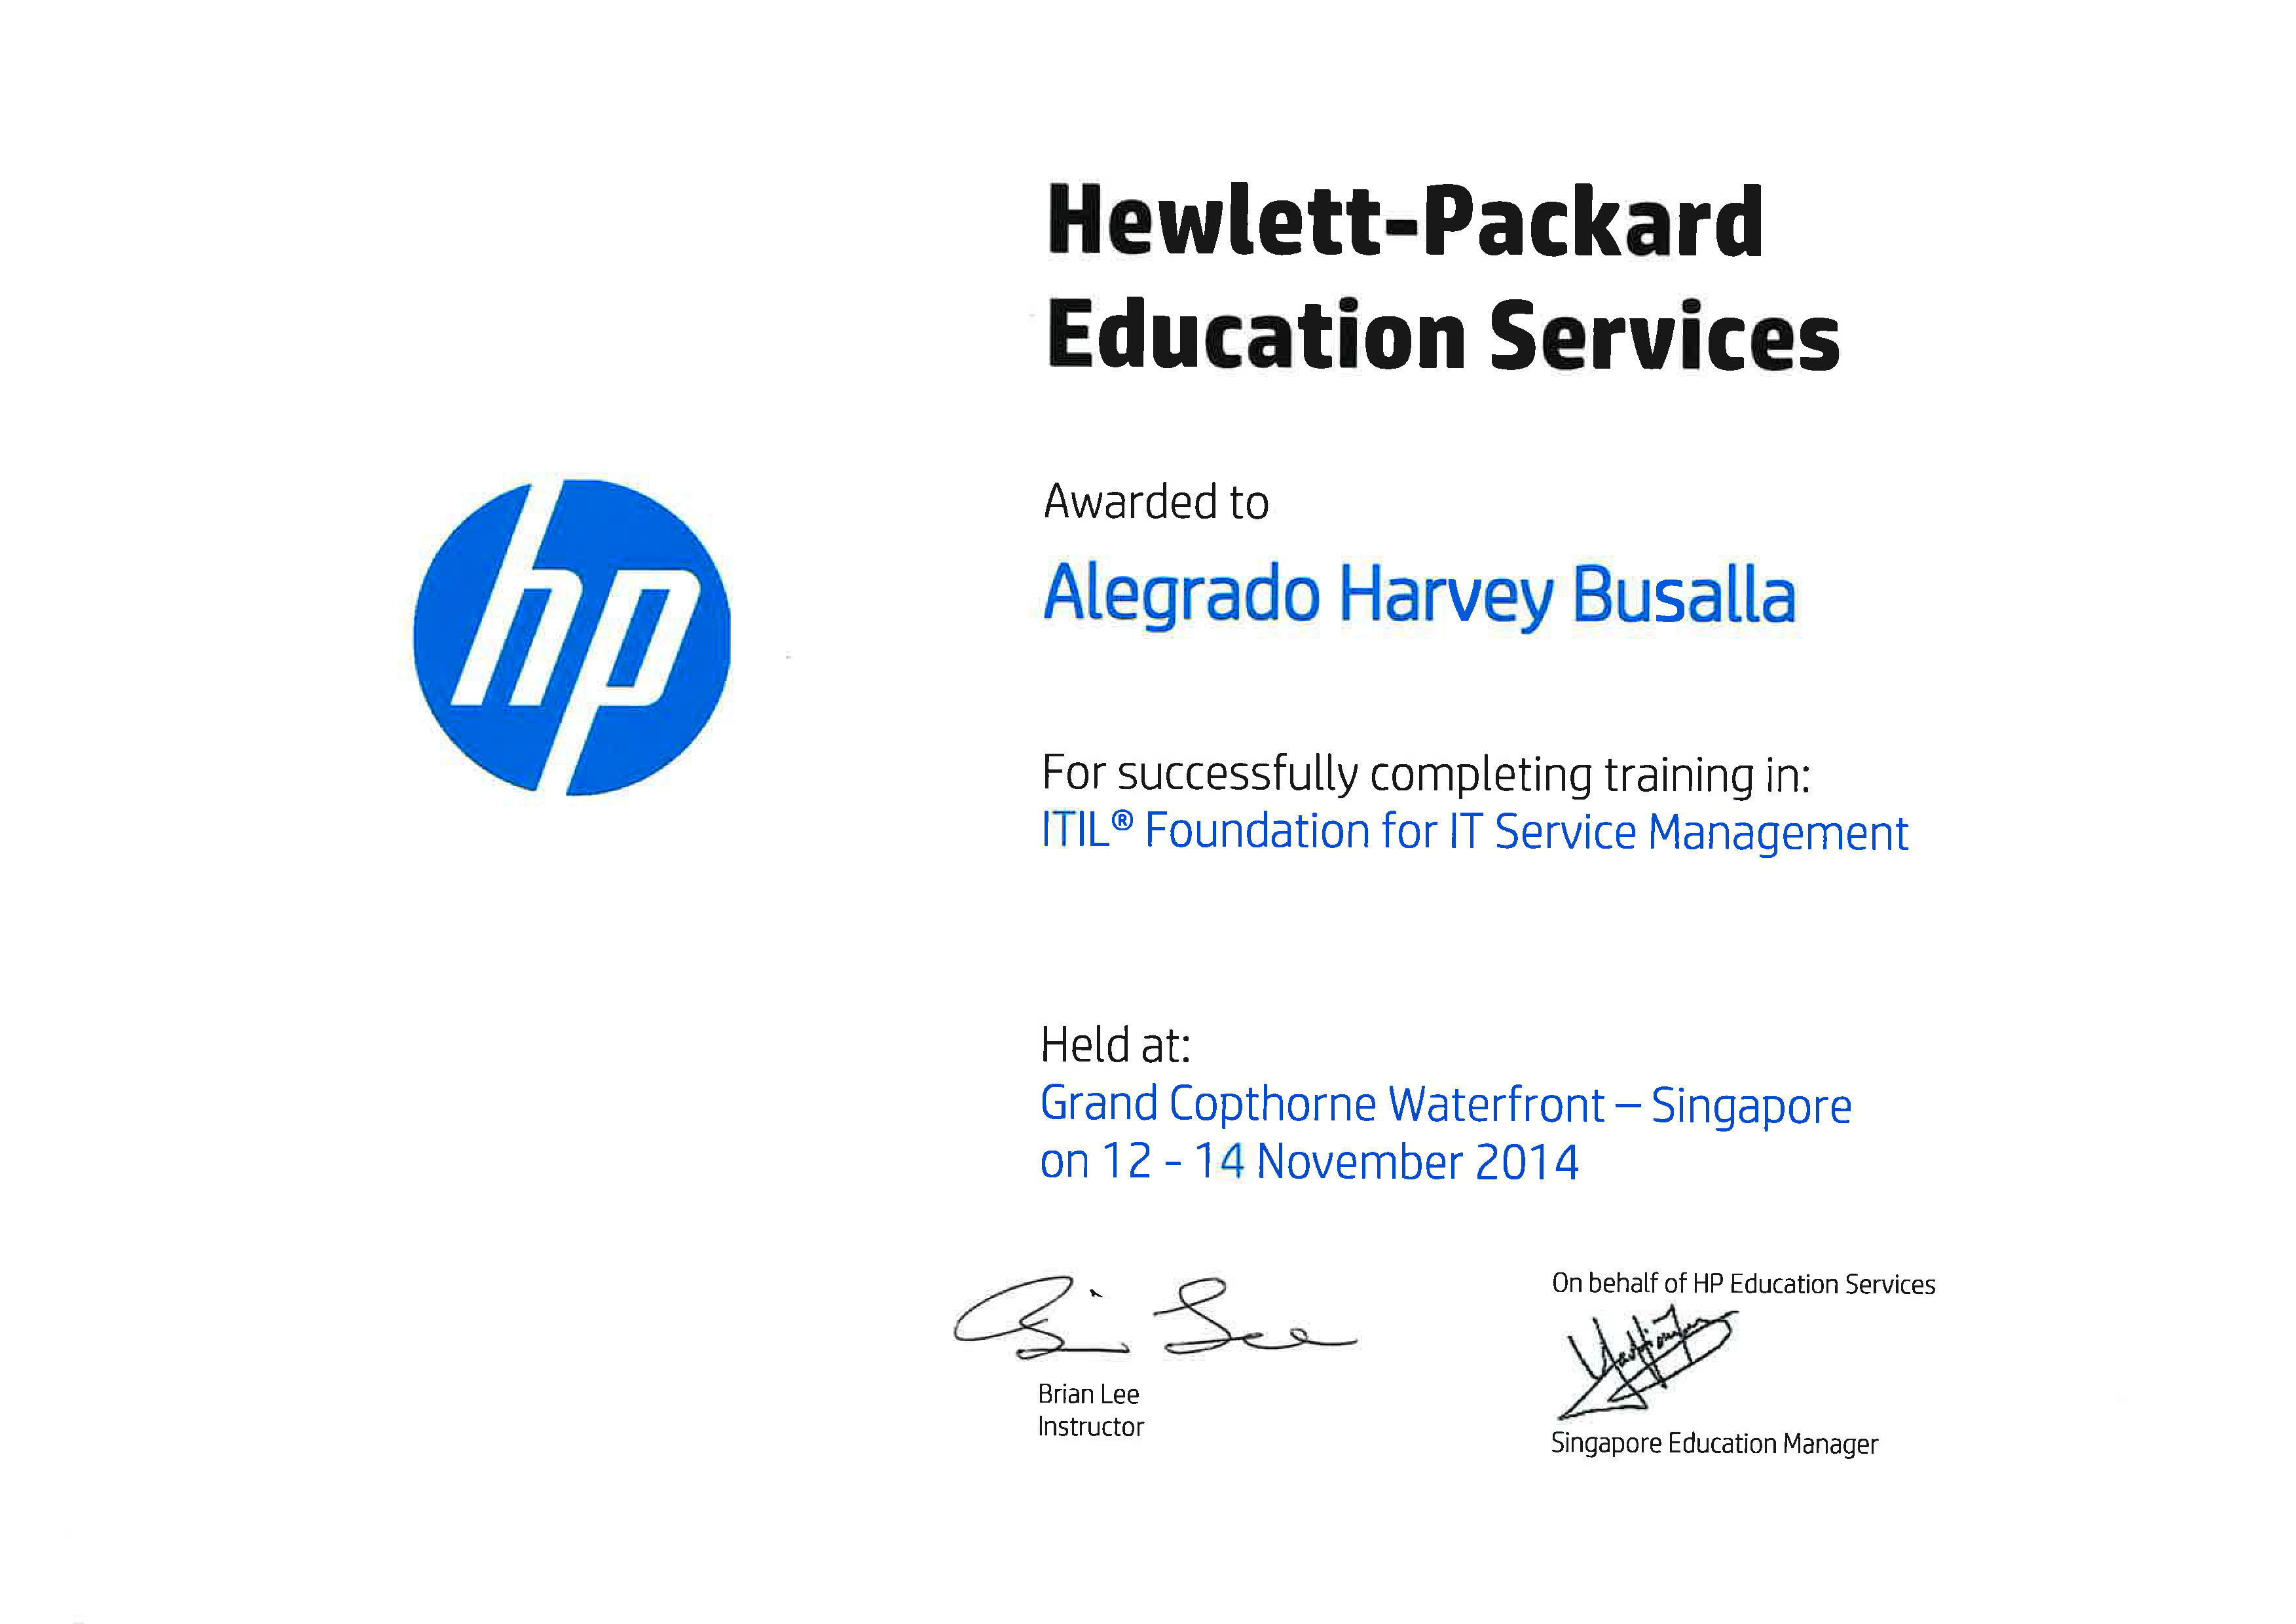 Hewlett-Packard
Education Services
hp
Awarded to
Alegrado Harvey Busalla
For successfully completing training in:
ITIL® Foundation for IT Service Management
Held at:
Grand Copthorne Waterfront – Singapore
on 12 - 14 November 2014
On behalf of HP Education Services
Brian Lee
Instructor
Singapore Education Manager